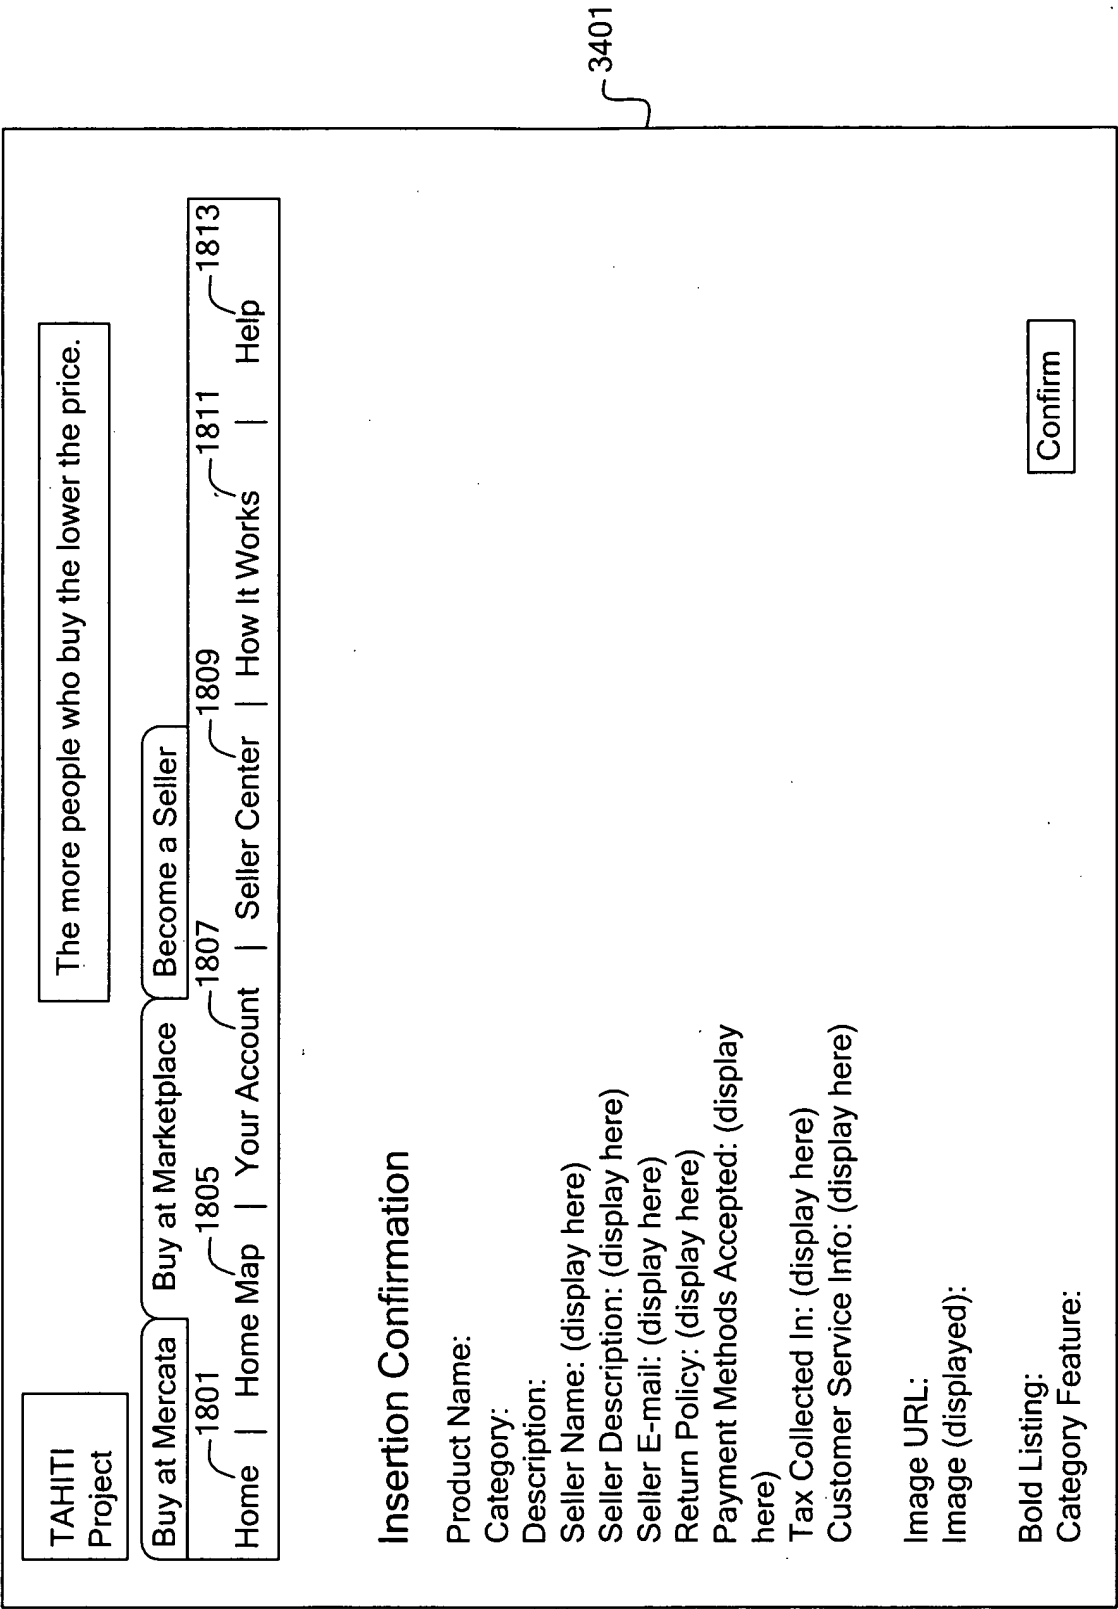 TAHITI
Project
The more people who buy the lower the price.
Buy at Mercata
Buy at Marketplace
Become a Seller
1801
1805
1807
1809
1811
1813
Home | Home Map | Your Account | Seller Center | How It Works | Help
Insertion Confirmation
Product Name:
Category:
Description:
Seller Name: (display here)
Seller Description: (display here)
Seller E-mail: (display here)
Return Policy: (display here)
Payment Methods Accepted: (display
here)
Tax Collected In: (display here)
Customer Service Info: (display here)
Image URL:
Image (displayed):
Bold Listing:
Category Feature:
Confirm
3401